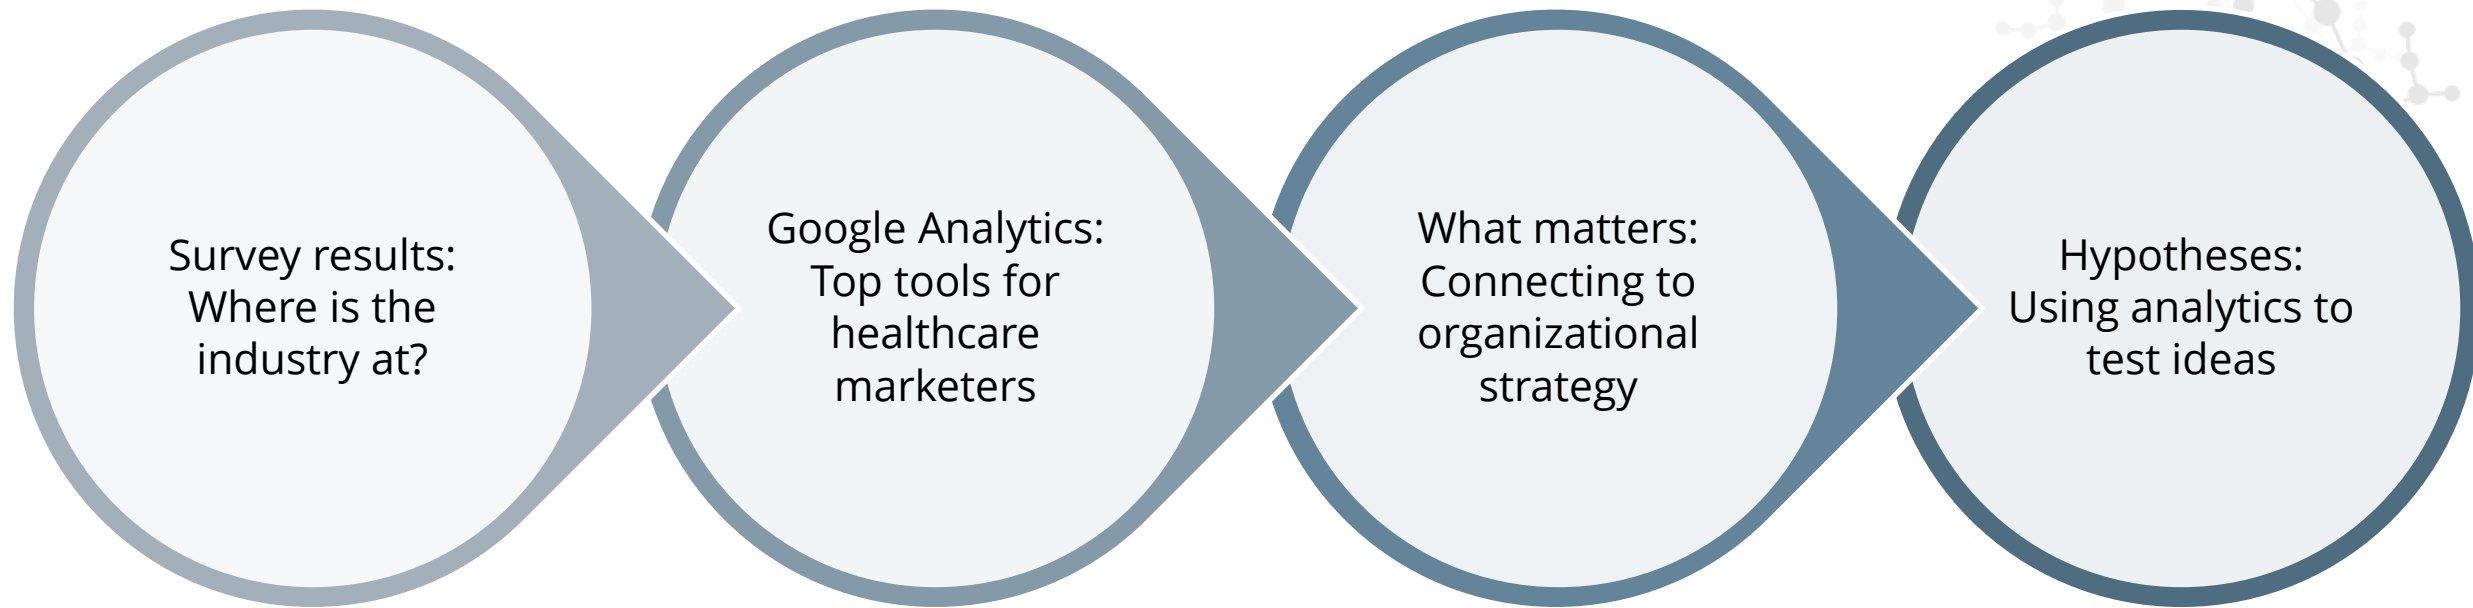 Survey results:
Where is the
industry at?
Google Analytics:
Top tools for
healthcare
marketers
What matters:
Connecting to
organizational
strategy
Hypotheses:
Using analytics to
test ideas